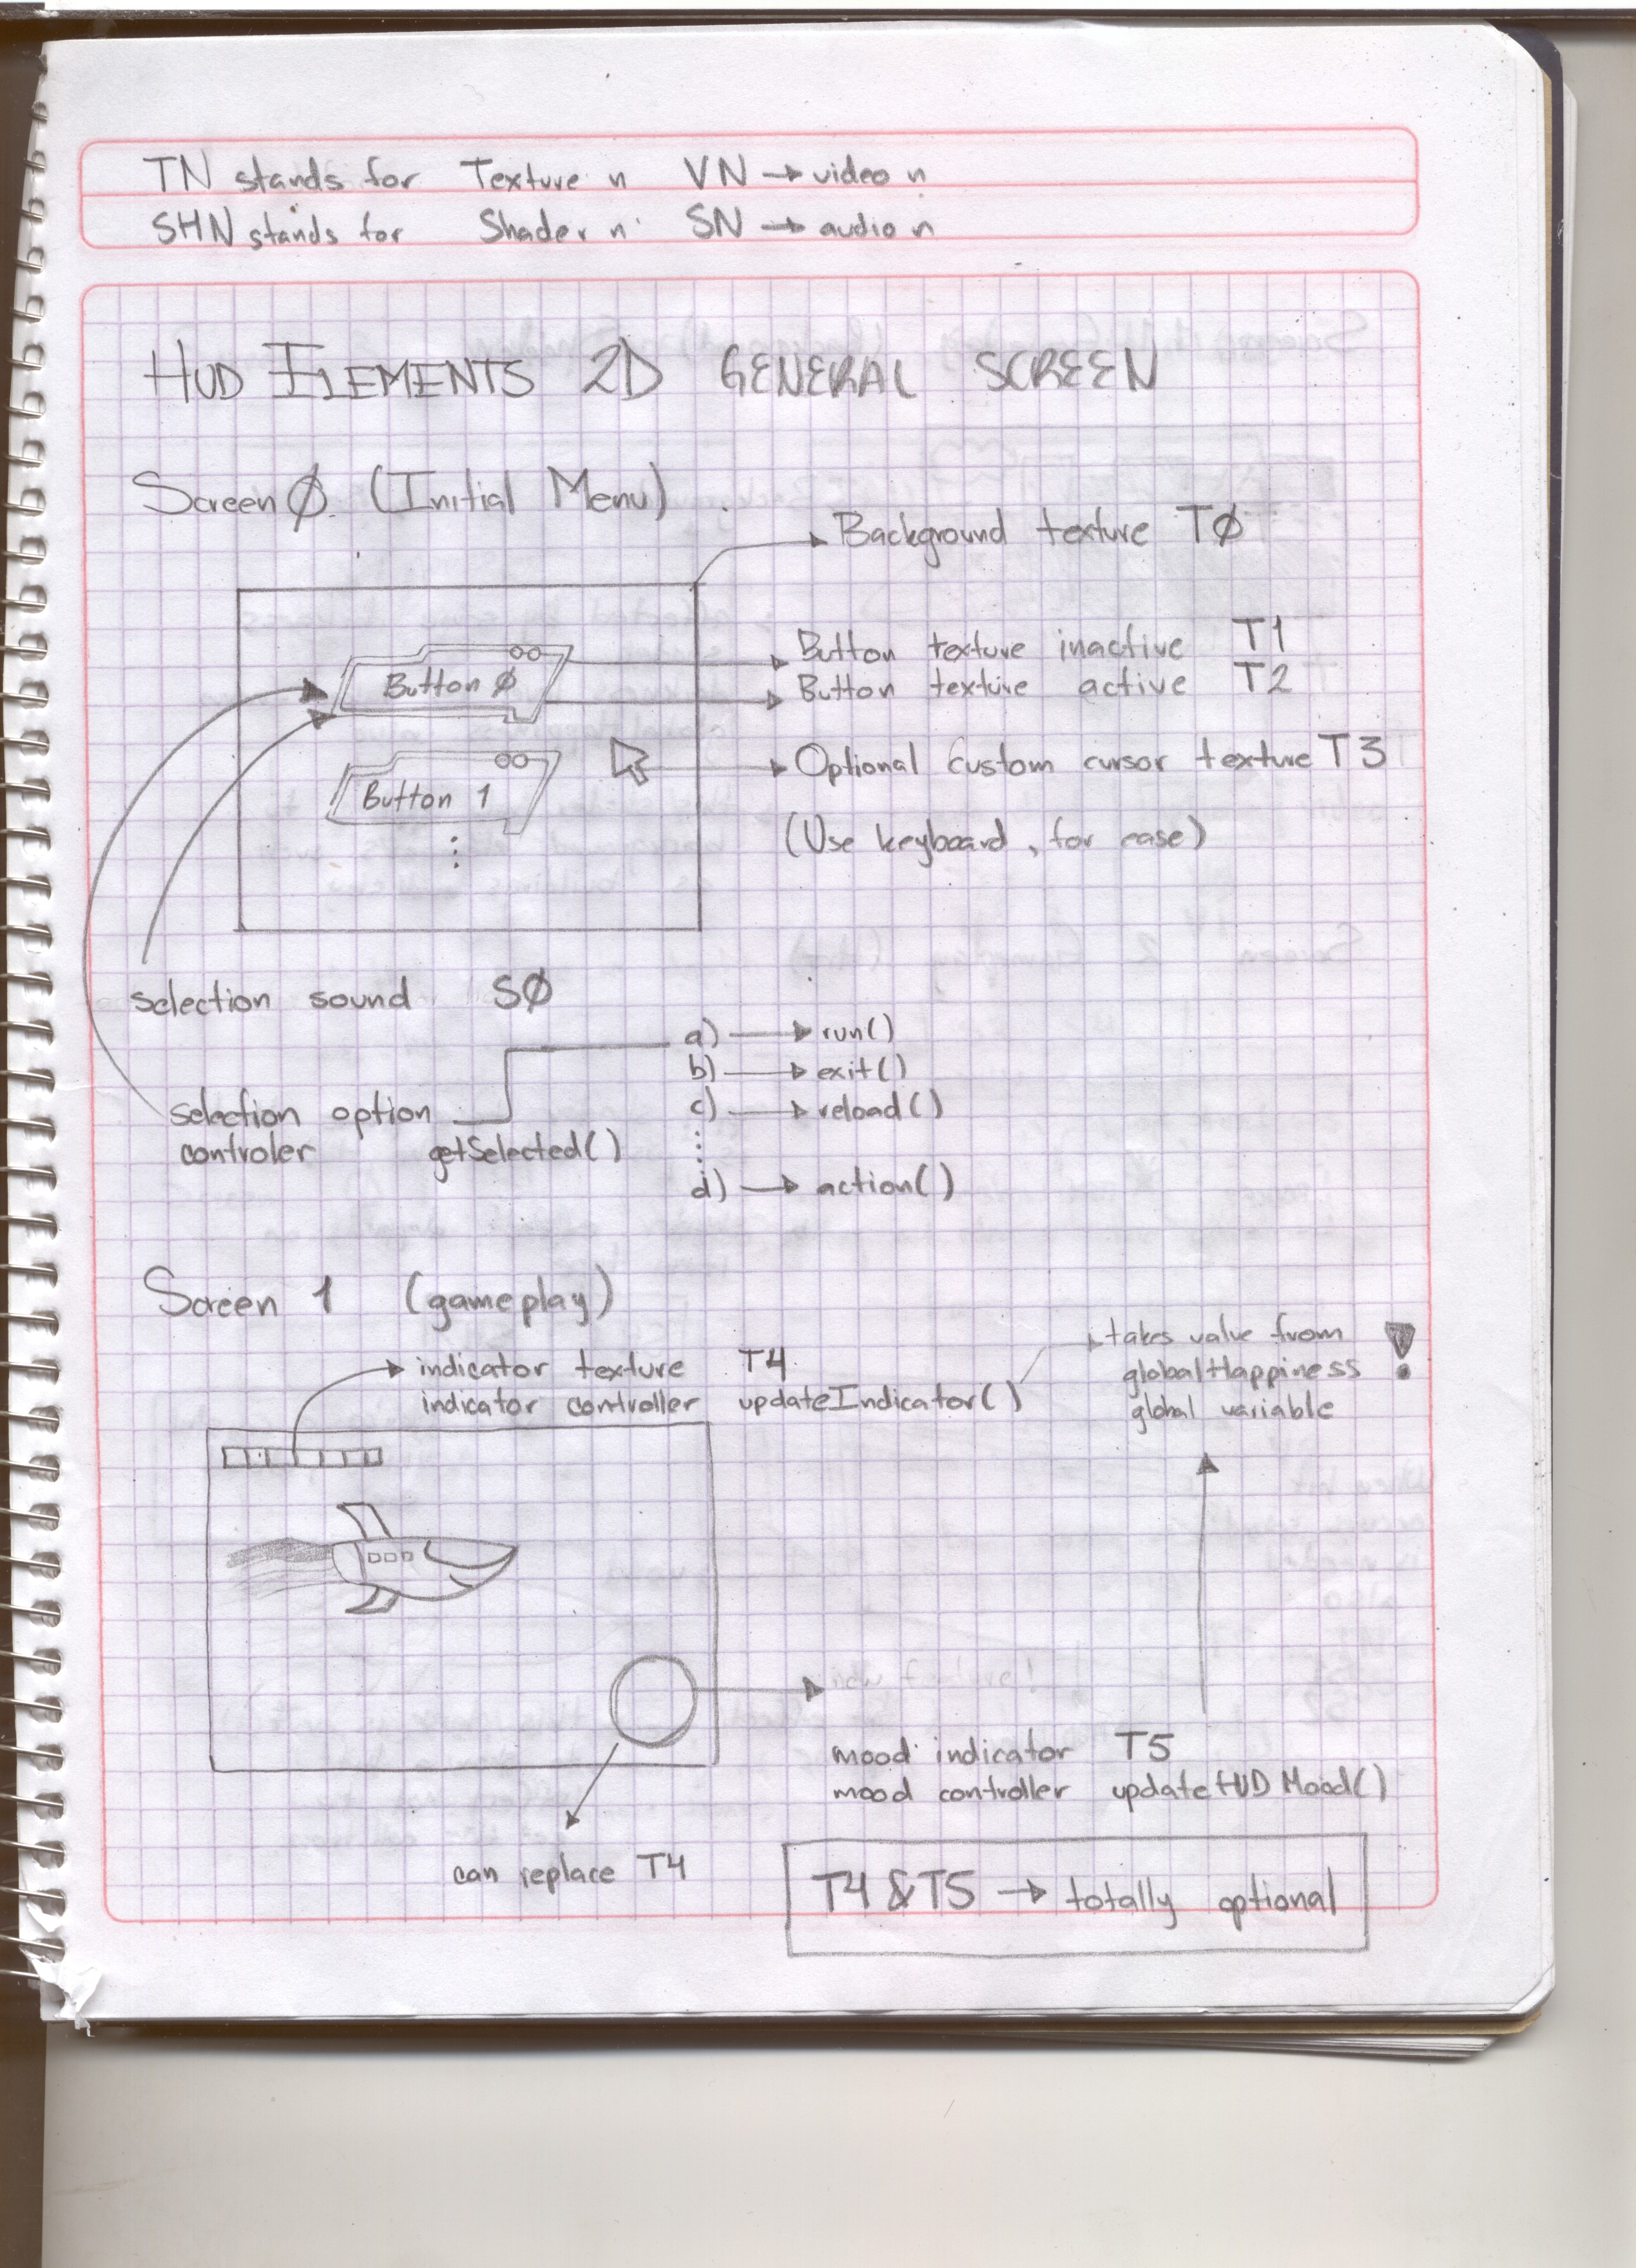 TN stands for Texture n VN → video n
SHN stands for Shader n SN → audio n
HUD ELEMENTS 2D GENERAL SCREEN
Screen Ø. (Initial Menu)
Background texture TØ
Button texture inactive T1
Button Ø
Button texture active T2
Optional custom cursor texture T3
Button 1
(Use keyboard, for ease)
selection sound SØ
a) → run()
b) → exit()
selection option
c) → reload()
controler getSelected()
d) → action()
Screen 1 (gameplay)
takes value from
indicator texture T4
globalHappiness
indicator controller updateIndicator()
global variable
mood indicator T5
mood controller updateHUDMood()
can replace T4
T4 & T5 → totally optional